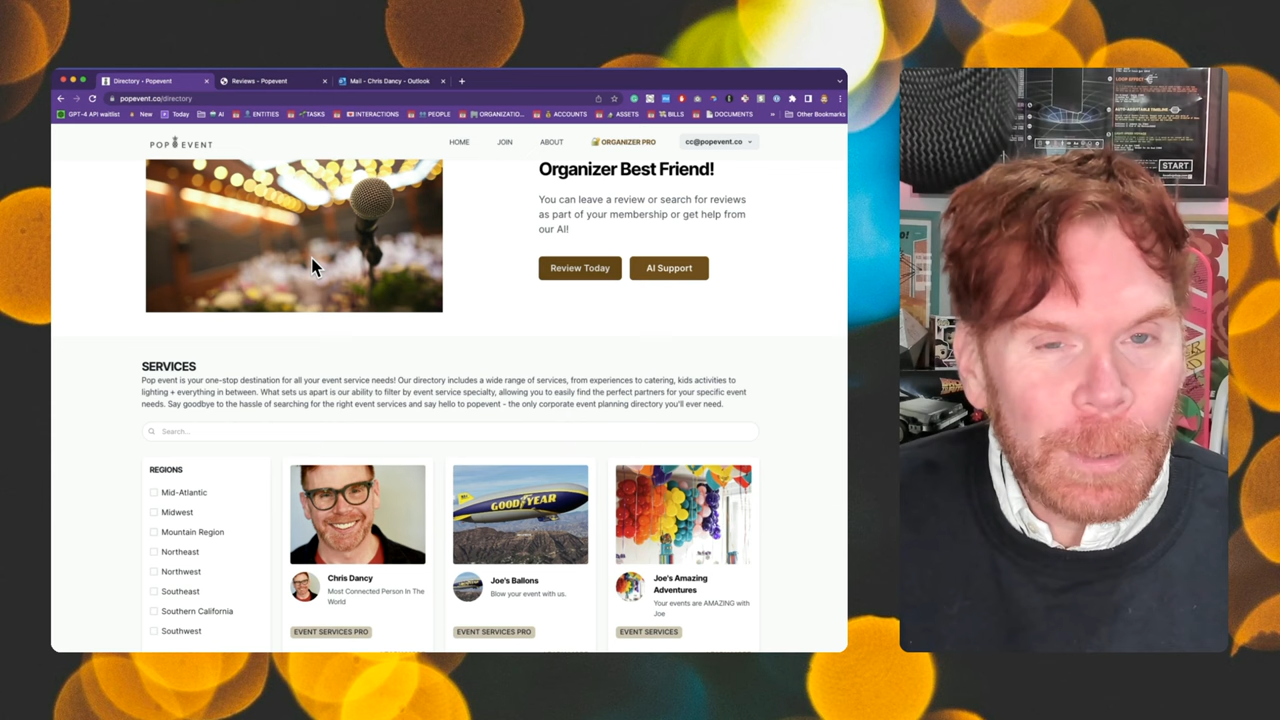 Directory - Popevent
Reviews - Popevent
Mail - Chris Dancy - Outlook
popevent.co/directory
GPT-4 API waitlist
New
Today
AI
ENTITIES
TASKS
INTERACTIONS
PEOPLE
ORGANIZATIO...
ACCOUNTS
ASSETS
BILLS
DOCUMENTS
Other Bookmarks
POP EVENT
HOME
JOIN
ABOUT
ORGANIZER PRO
cc@popevent.co
Organizer Best Friend!
You can leave a review or search for reviews
as part of your membership or get help from
our AI!
Review Today
AI Support
SERVICES
Pop event is your one-stop destination for all your event service needs! Our directory includes a wide range of services, from experiences to catering, kids activities to
lighting + everything in between. What sets us apart is our ability to filter by event service specialty, allowing you to easily find the perfect partners for your specific event
needs. Say goodbye to the hassle of searching for the right event services and say hello to popevent - the only corporate event planning directory you'll ever need.
Search...
REGIONS
Mid-Atlantic
Midwest
Mountain Region
Northeast
Northwest
Southeast
Southern California
Southwest
Chris Dancy
Most Connected Person In The
World
EVENT SERVICES PRO
GOODYEAR
Joe's Ballons
Blow your event with us.
EVENT SERVICES PRO
Joe's Amazing
Adventures
Your events are AMAZING with
Joe
EVENT SERVICES
LOOP EFFECT
START